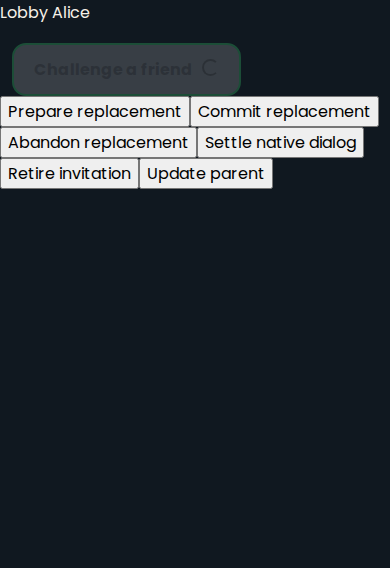 Lobby Alice
Challenge a friend
Prepare replacement Commit replacement
Abandon replacement Settle native dialog
Retire invitation Update parent